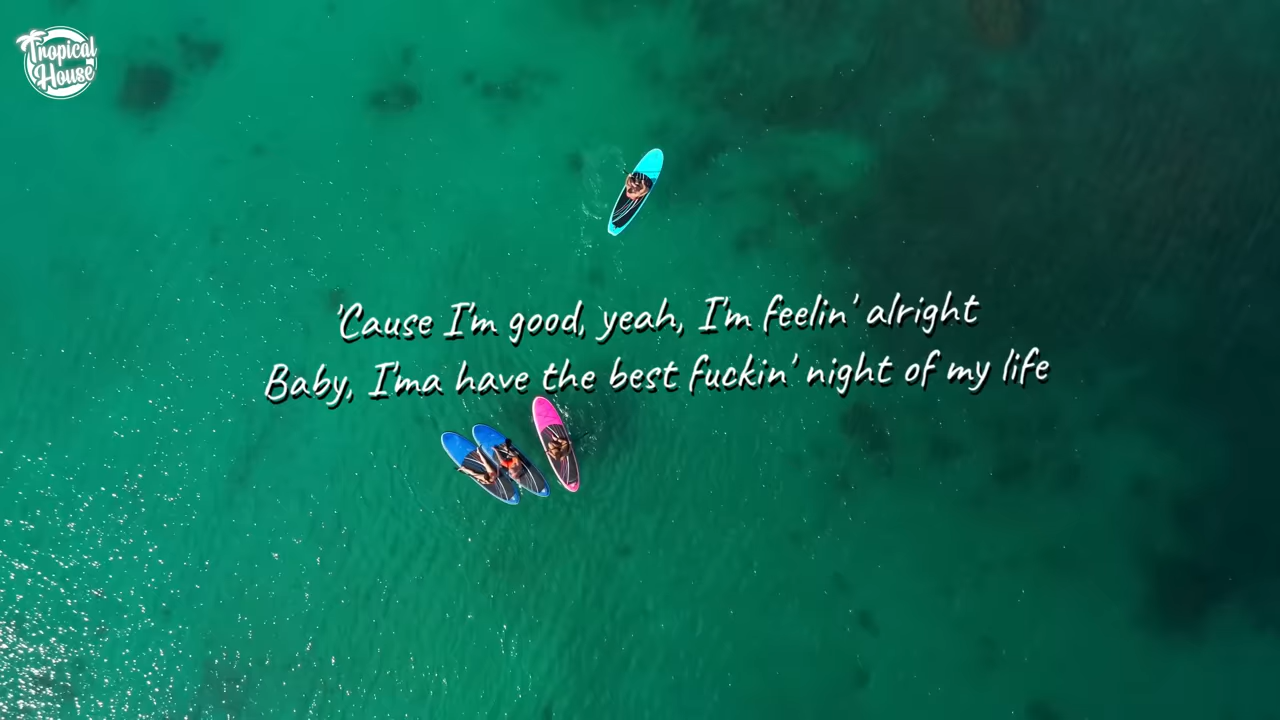 Tropical
House
'Cause I'm good, yeah, I'm feelin' alright
Baby, I'ma have the best fuckin' night of my life